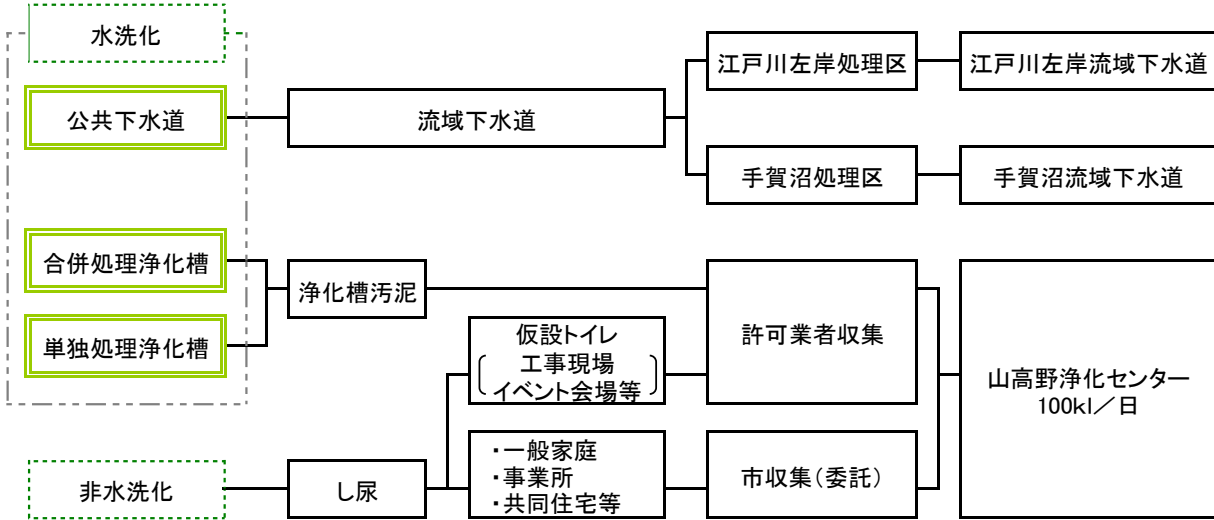 水洗化
公共下水道
流域下水道
江戸川左岸処理区
江戸川左岸流域下水道
手賀沼処理区
手賀沼流域下水道
合併処理浄化槽
単独処理浄化槽
浄化槽汚泥
仮設トイレ
工事現場
イベント会場等
許可業者収集
山高野浄化センター
100kl／日
非水洗化
し尿
・一般家庭
・事業所
・共同住宅等
市収集（委託）